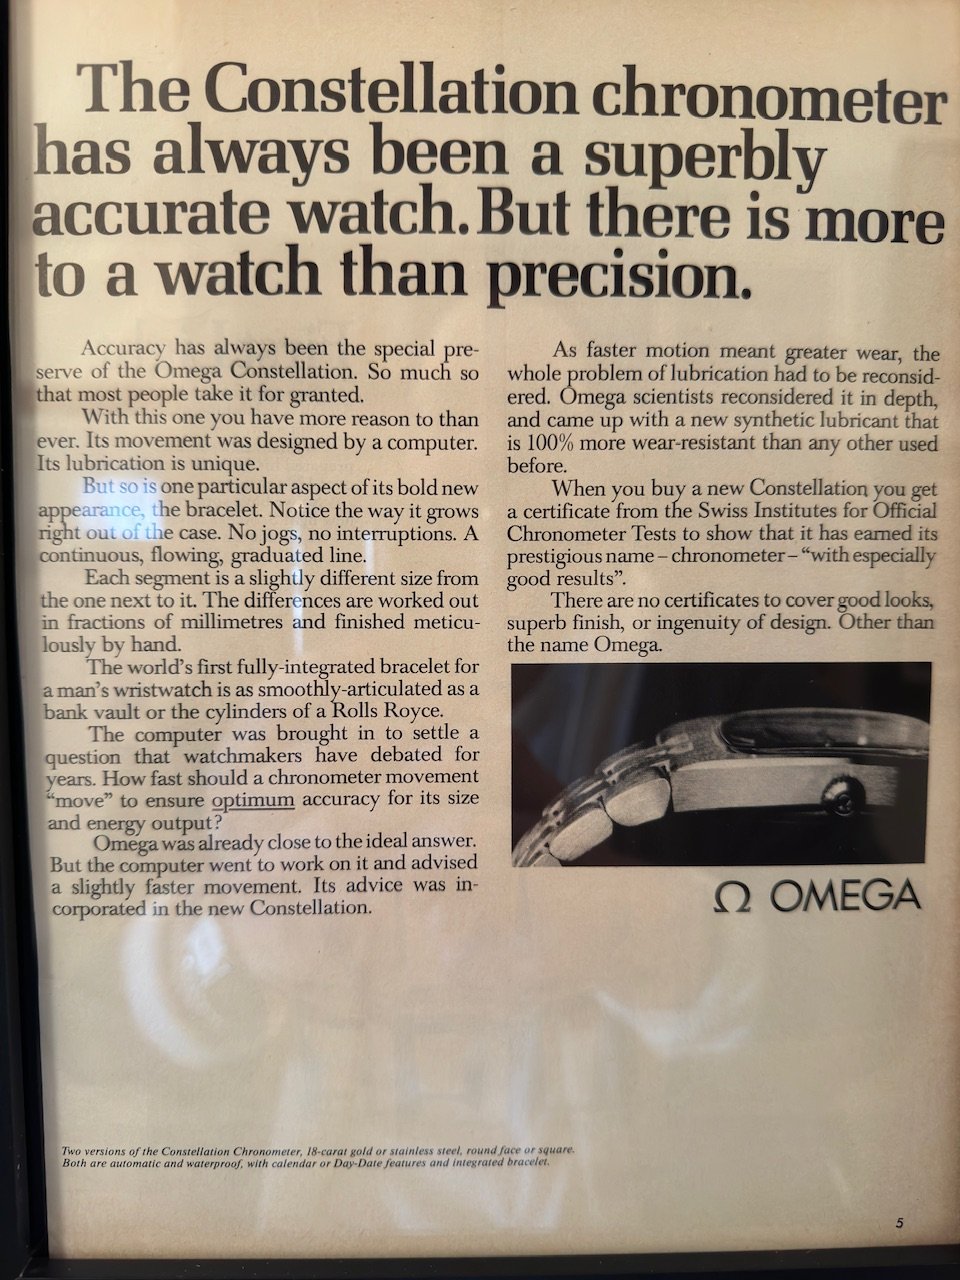 The Constellation chronometer
has always been a superbly
accurate watch. But there is more
to a watch than precision.
Accuracy has always been the special pre-
serve of the Omega Constellation. So much so
that most people take it for granted.
With this one you have more reason to than
ever. Its movement was designed by a computer.
Its lubrication is unique.
But so is one particular aspect of its bold new
appearance, the bracelet. Notice the way it grows
right out of the case. No jogs, no interruptions. A
continuous, flowing, graduated line.
Each segment is a slightly different size from
the one next to it. The differences are worked out
in fractions of millimetres and finished meticu-
lously by hand.
The world's first fully-integrated bracelet for
a man's wristwatch is as smoothly-articulated as a
bank vault or the cylinders of a Rolls Royce.
The computer was brought in to settle a
question that watchmakers have debated for
years. How fast should a chronometer movement
“move” to ensure optimum accuracy for its size
and energy output?
Omega was already close to the ideal answer.
But the computer went to work on it and advised
a slightly faster movement. Its advice was in-
corporated in the new Constellation.
As faster motion meant greater wear, the
whole problem of lubrication had to be reconsid-
ered. Omega scientists reconsidered it in depth,
and came up with a new synthetic lubricant that
is 100% more wear-resistant than any other used
before.
When you buy a new Constellation you get
a certificate from the Swiss Institutes for Official
Chronometer Tests to show that it has earned its
prestigious name – chronometer – “with especially
good results”.
There are no certificates to cover good looks,
superb finish, or ingenuity of design. Other than
the name Omega.
Ω OMEGA
Two versions of the Constellation Chronometer, 18-carat gold or stainless steel, round face or square.
Both are automatic and waterproof, with calendar or Day-Date features and integrated bracelet.
5